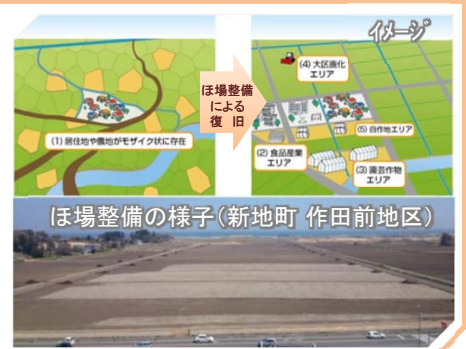 イメージ
(1) 居住地や農地がモザイク状に存在
ほ場整備
による
復 旧
(4) 大区画化
エリア
(5) 自作地エリア
(2) 食品産業
エリア
(3) 園芸作物
エリア
ほ場整備の様子(新地町 作田前地区)